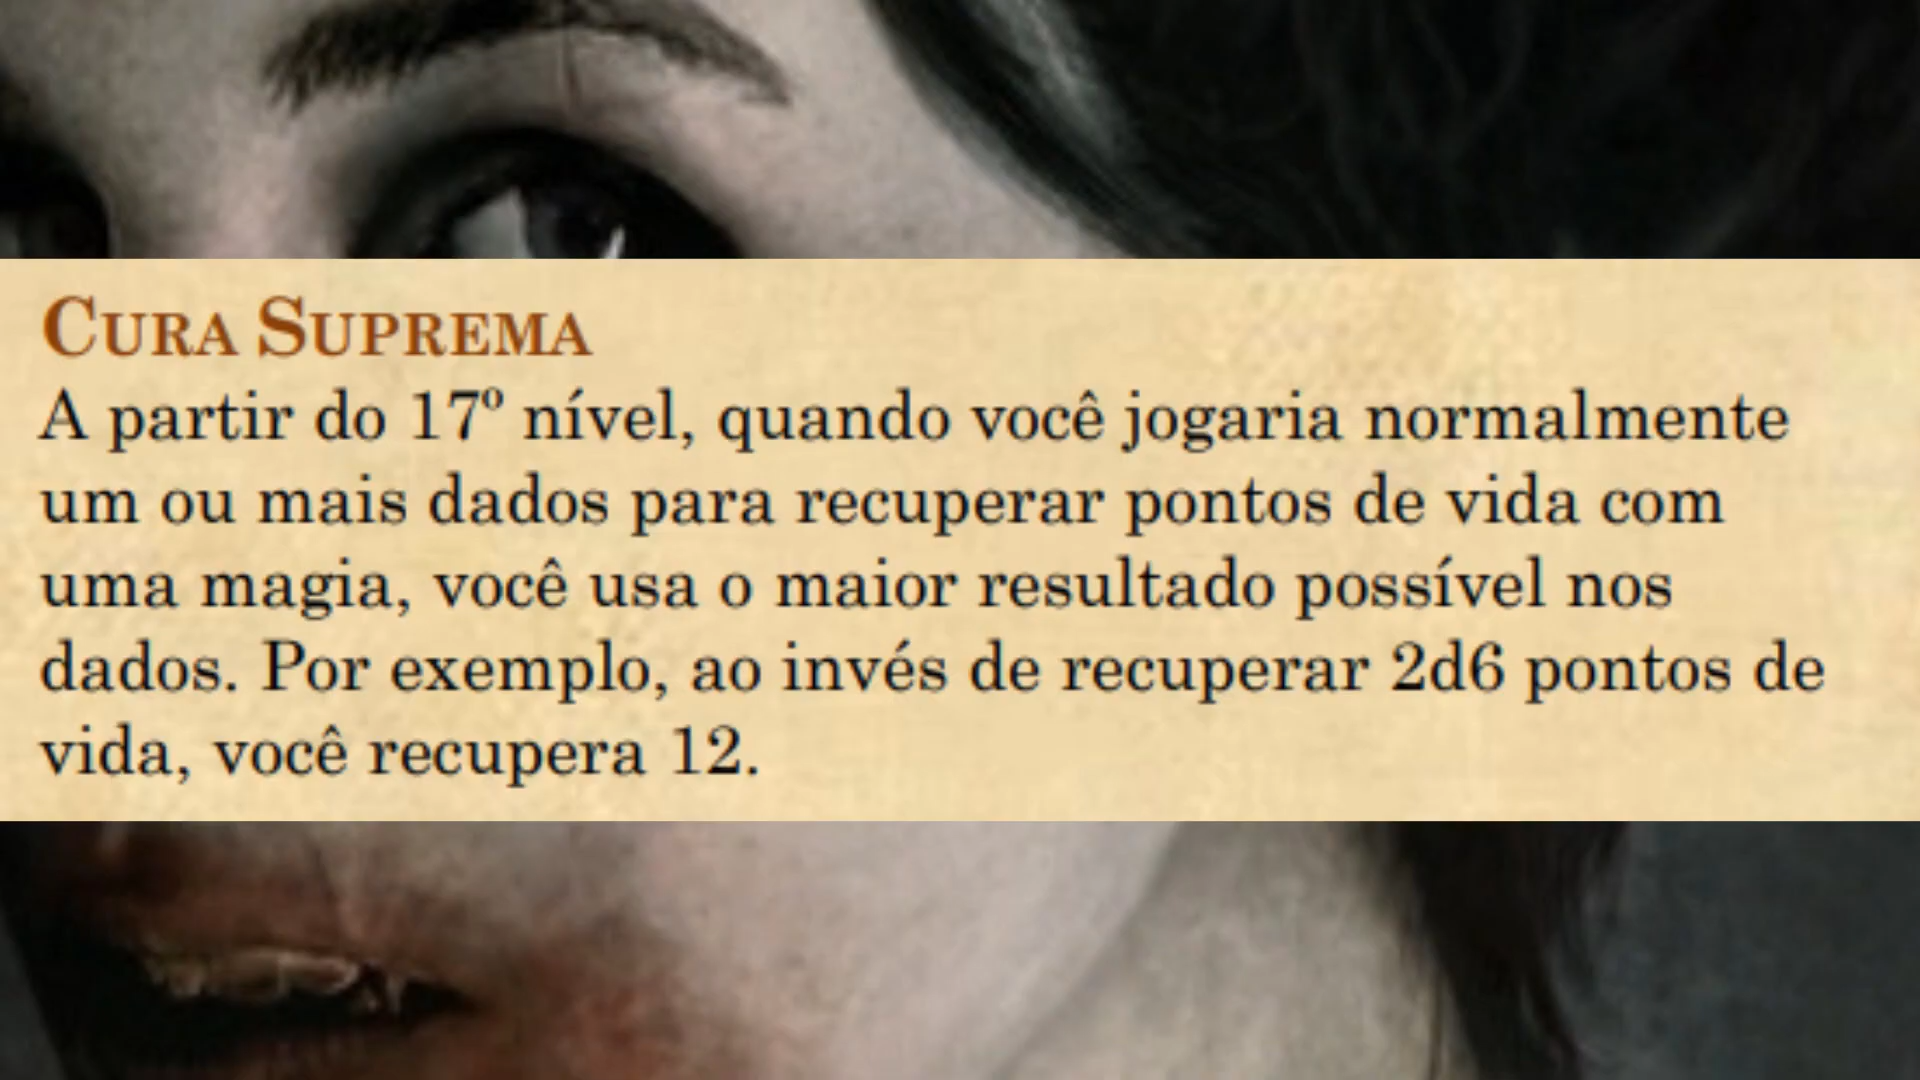 Cura Suprema
A partir do 17º nível, quando você jogaria normalmente
um ou mais dados para recuperar pontos de vida com
uma magia, você usa o maior resultado possível nos
dados. Por exemplo, ao invés de recuperar 2d6 pontos de
vida, você recupera 12.